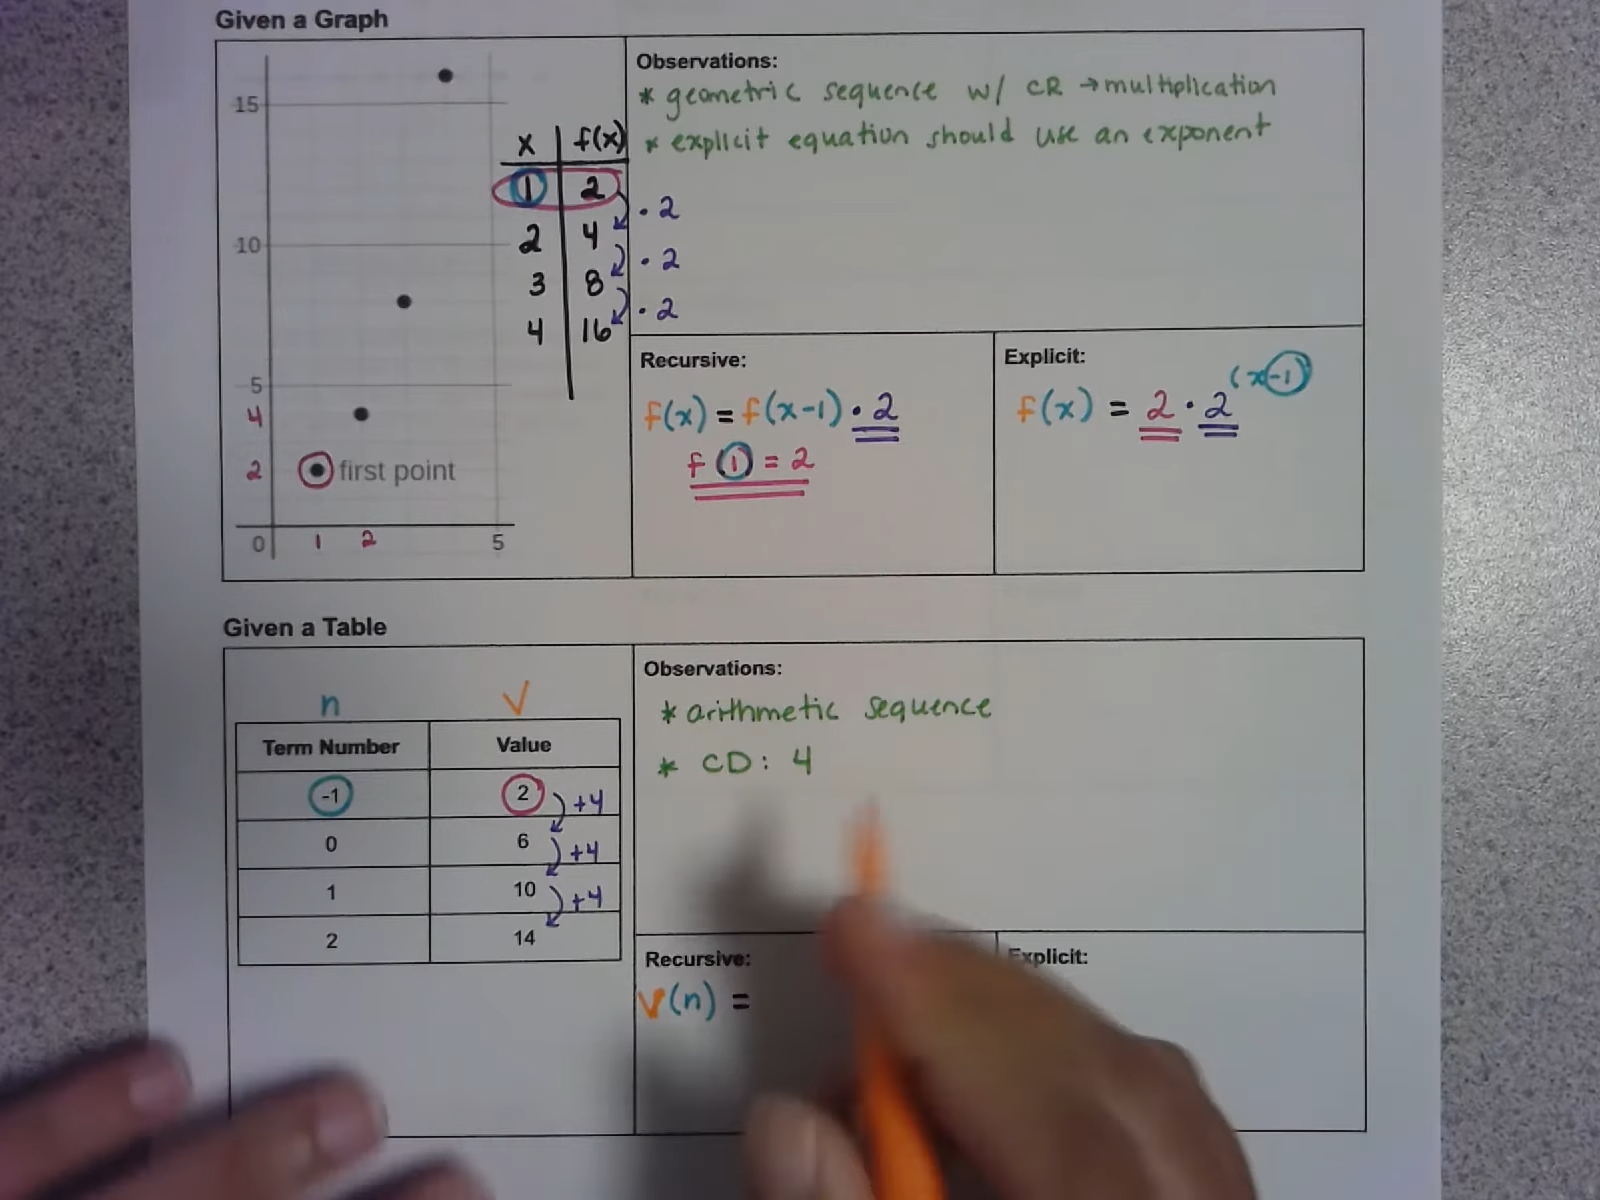 Given a Graph
15
10
5
4
2
first point
0 1 2 5
x f(x)
1 2
2 4
3 8
4 16
· 2
· 2
· 2
Observations:
* geometric sequence w/ CR → multiplication
* explicit equation should use an exponent
Recursive:
f(x) = f(x-1) · 2
f(1) = 2
Explicit:
f(x) = 2 · 2^(x-1)
Given a Table
n V
Term Number Value
-1 2
0 6
1 10
2 14
+4
+4
+4
Observations:
* arithmetic sequence
* CD: 4
Recursive:
V(n) =
Explicit: